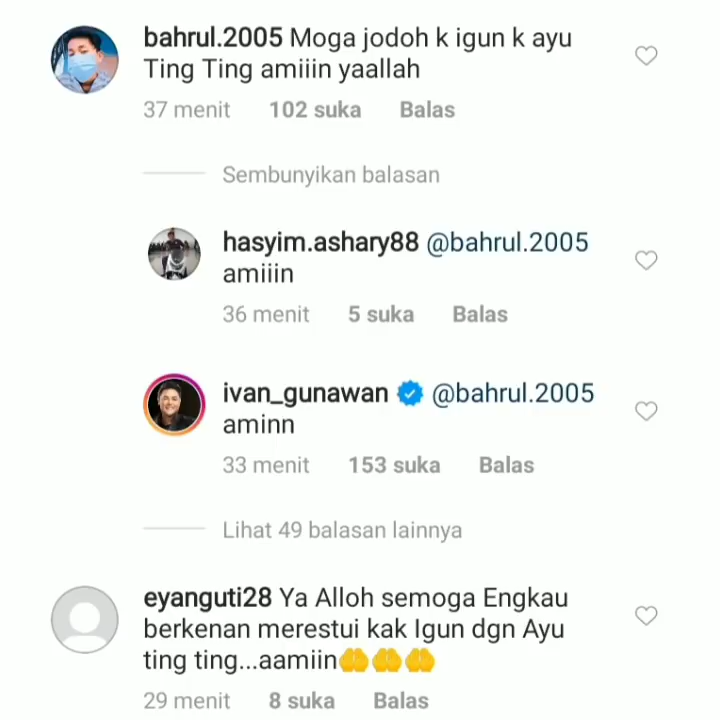 bahrul.2005 Moga jodoh k igun k ayu
Ting Ting amiiin yaallah
37 menit 102 suka Balas
Sembunyikan balasan
hasyim.ashary88 @bahrul.2005
amiiin
36 menit 5 suka Balas
ivan_gunawan @bahrul.2005
aminn
33 menit 153 suka Balas
Lihat 49 balasan lainnya
eyanguti28 Ya Alloh semoga Engkau
berkenan merestui kak Igun dgn Ayu
ting ting...aamiin🤲🤲🤲
29 menit 8 suka Balas